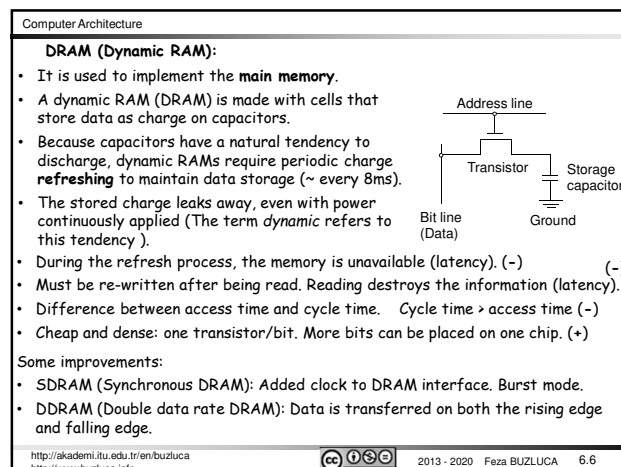 Computer Architecture
DRAM (Dynamic RAM):
• It is used to implement the main memory.
• A dynamic RAM (DRAM) is made with cells that
store data as charge on capacitors.
• Because capacitors have a natural tendency to
discharge, dynamic RAMs require periodic charge
refreshing to maintain data storage (~ every 8ms).
• The stored charge leaks away, even with power
continuously applied (The term dynamic refers to
this tendency ).
Address line
Transistor
Storage
capacitor
Bit line
(Data)
Ground
• During the refresh process, the memory is unavailable (latency). (-)
(-)
• Must be re-written after being read. Reading destroys the information (latency).
• Difference between access time and cycle time. Cycle time > access time (-)
• Cheap and dense: one transistor/bit. More bits can be placed on one chip. (+)
Some improvements:
• SDRAM (Synchronous DRAM): Added clock to DRAM interface. Burst mode.
• DDRAM (Double data rate DRAM): Data is transferred on both the rising edge
and falling edge.
http://akademi.itu.edu.tr/en/buzluca
http://www.buzluca.info
cc
2013 - 2020 Feza BUZLUCA 6.6